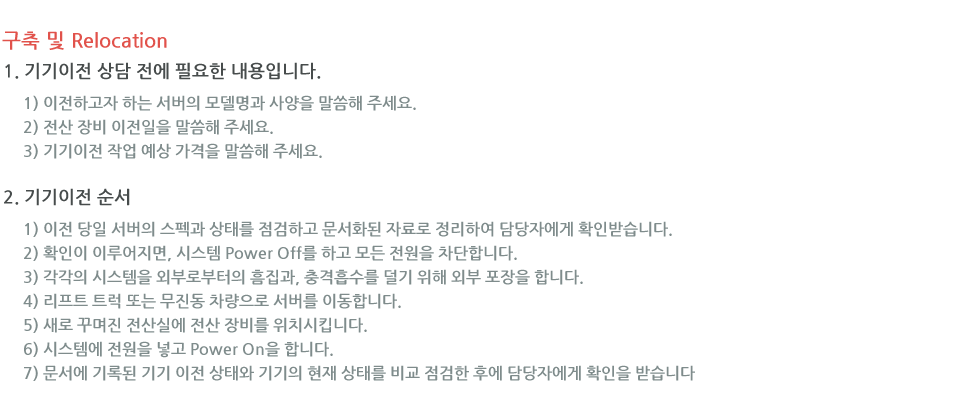 구축 및 Relocation
1. 기기이전 상담 전에 필요한 내용입니다.
1) 이전하고자 하는 서버의 모델명과 사양을 말씀해 주세요.
2) 전산 장비 이전일을 말씀해 주세요.
3) 기기이전 작업 예상 가격을 말씀해 주세요.
2. 기기이전 순서
1) 이전 당일 서버의 스펙과 상태를 점검하고 문서화된 자료로 정리하여 담당자에게 확인받습니다.
2) 확인이 이루어지면, 시스템 Power Off를 하고 모든 전원을 차단합니다.
3) 각각의 시스템을 외부로부터의 흠집과, 충격흡수를 덜기 위해 외부 포장을 합니다.
4) 리프트 트럭 또는 무진동 차량으로 서버를 이동합니다.
5) 새로 꾸며진 전산실에 전산 장비를 위치시킵니다.
6) 시스템에 전원을 넣고 Power On을 합니다.
7) 문서에 기록된 기기 이전 상태와 기기의 현재 상태를 비교 점검한 후에 담당자에게 확인을 받습니다